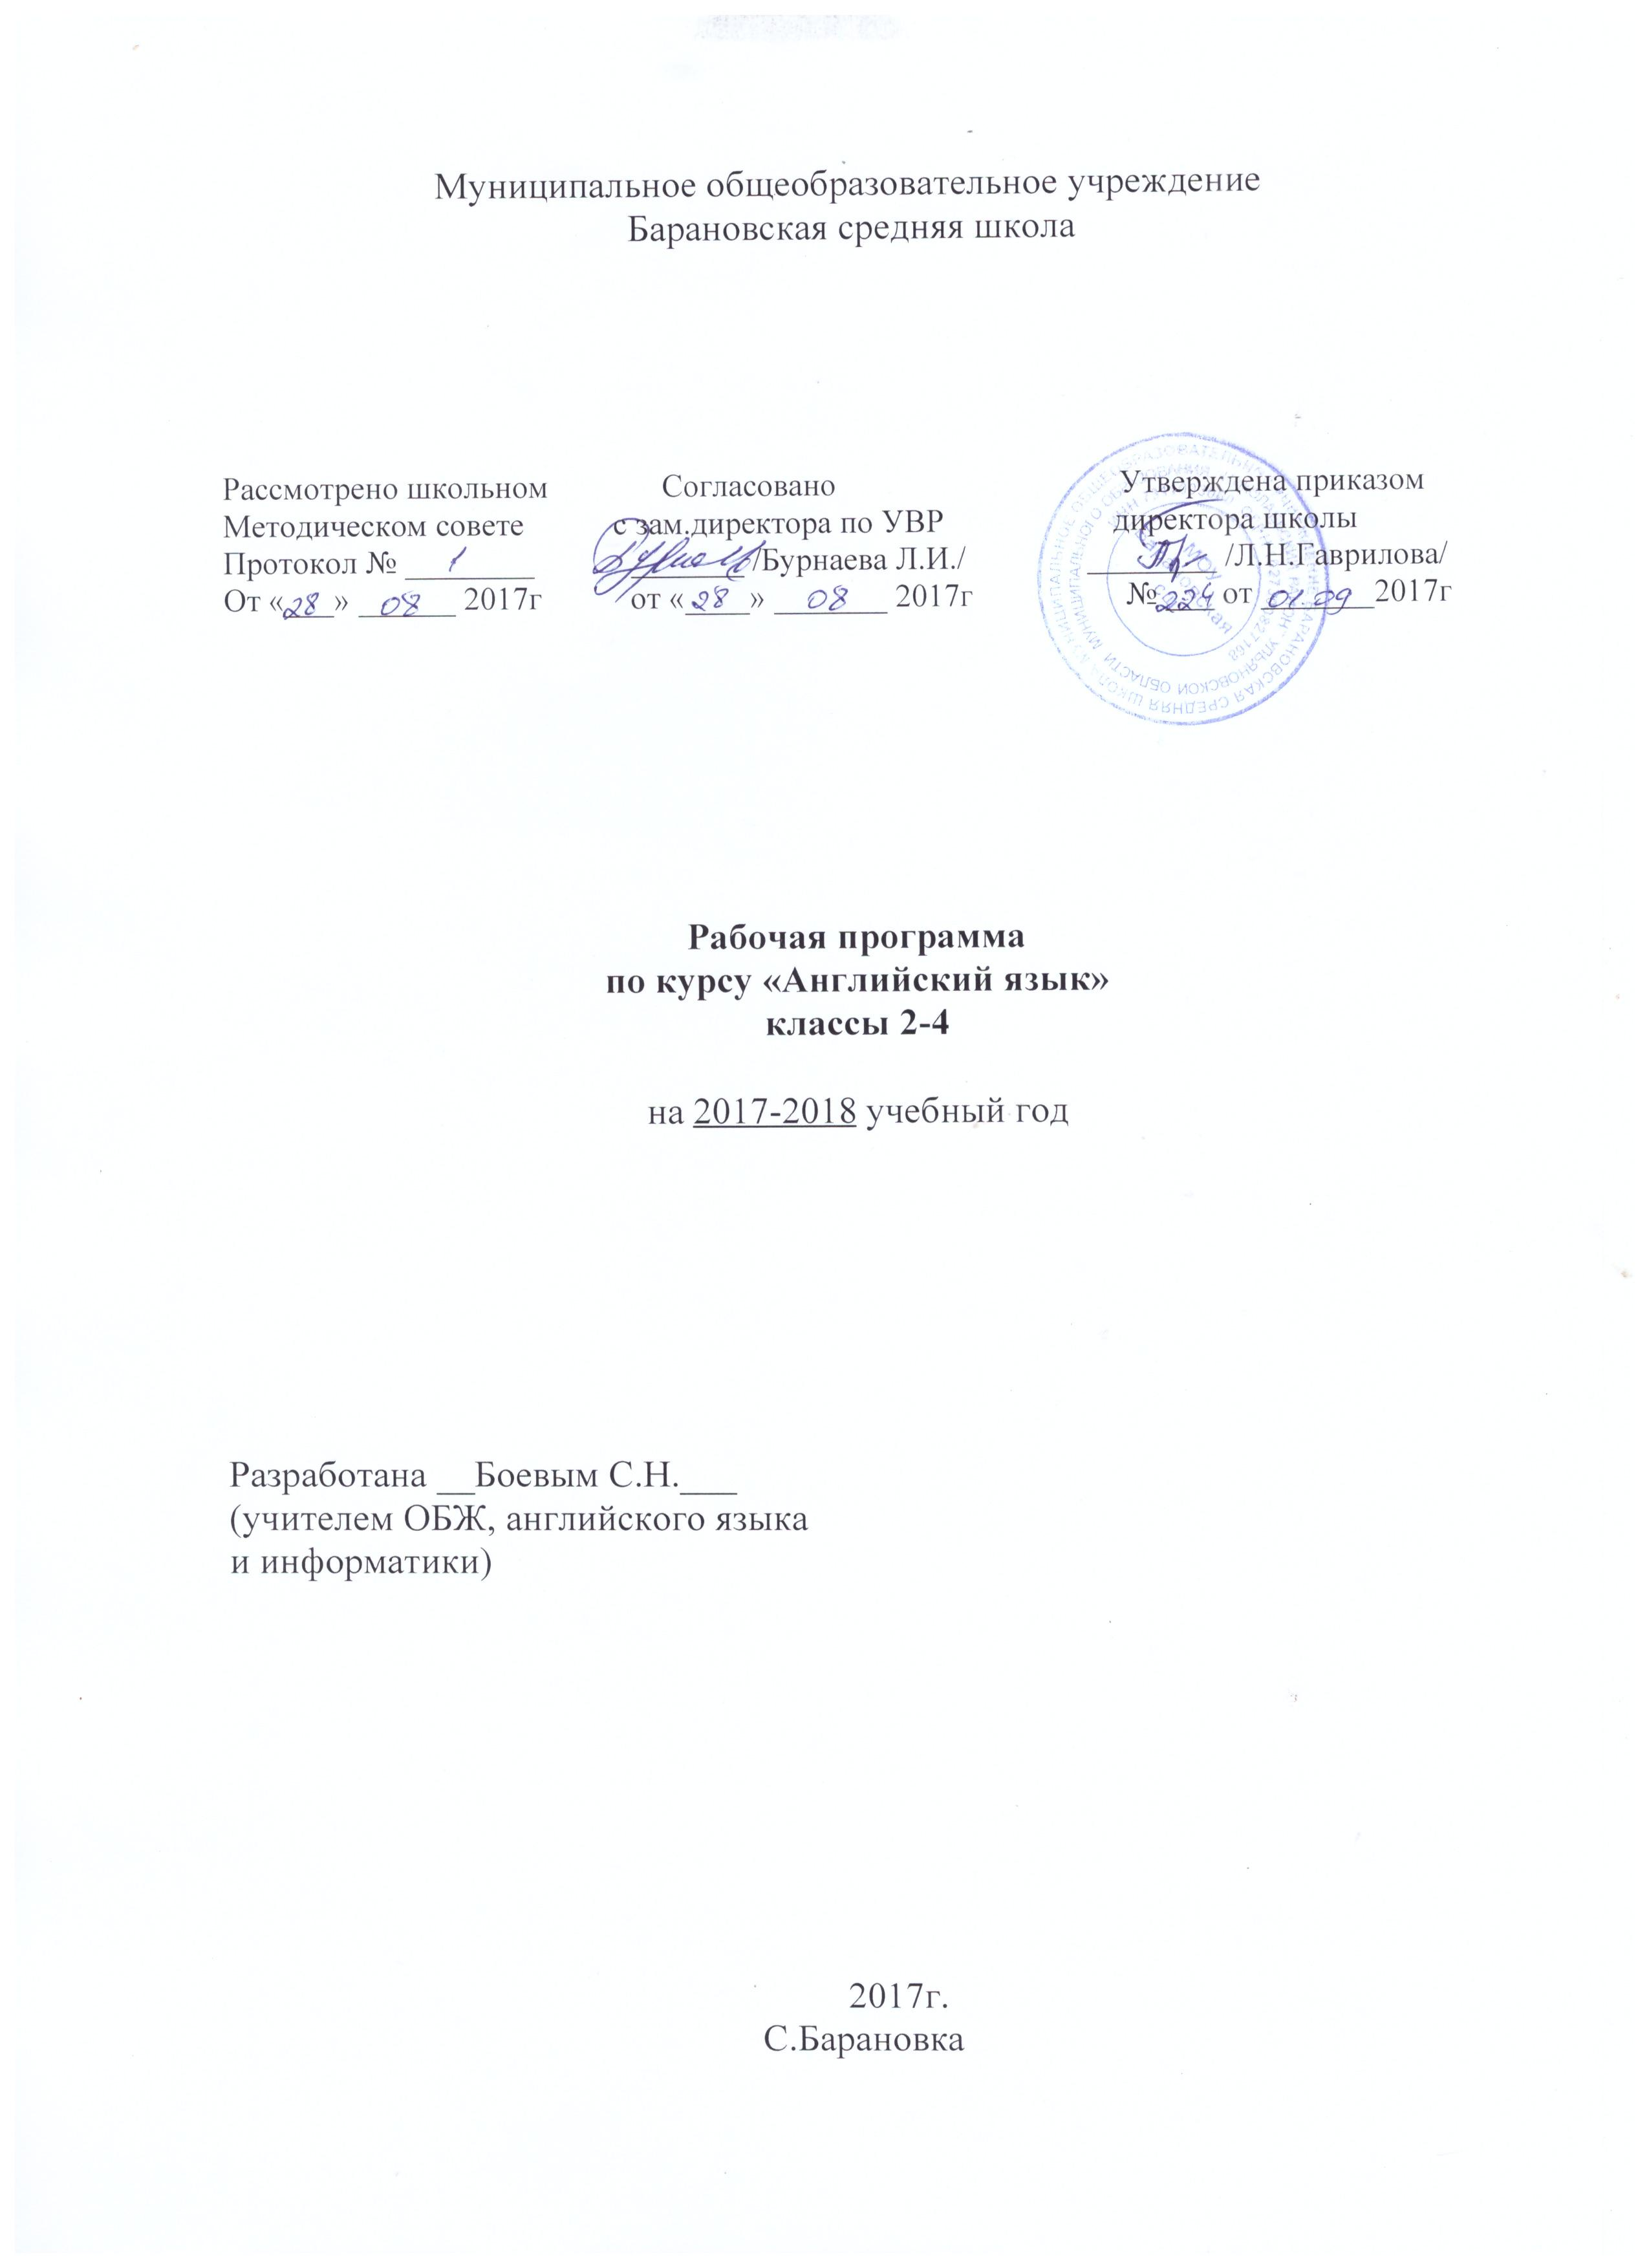 Муниципальное общеобразовательное учреждение
Барановская средняя школа
Рассмотрено школьном
Методическом совете
Протокол № 1
От «28» 08 2017г
Согласовано
с зам.директора по УВР
/Бурнаева Л.И./
от «28» 08 2017г
Утверждена приказом
директора школы
/Л.Н.Гаврилова/
№ 224 от 01.09 2017г
Рабочая программа
по курсу «Английский язык»
классы 2-4
на 2017-2018 учебный год
Разработана __Боевым С.Н.___
(учителем ОБЖ, английского языка
и информатики)
2017г.
С.Барановка